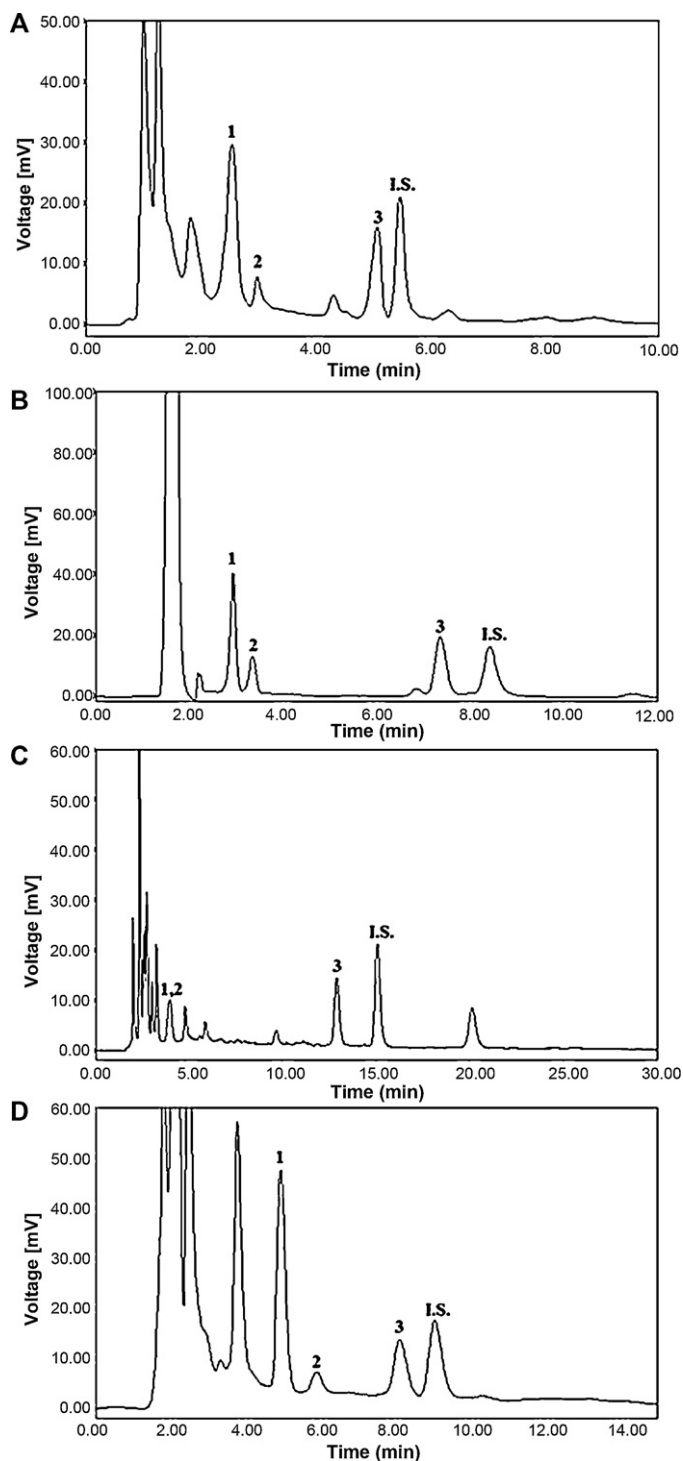 A
50.00
40.00
30.00
20.00
10.00
0.00
Voltage [mV]
1
2
3
I.S.
0.00 2.00 4.00 6.00 8.00 10.00
Time (min)
B
100.00
80.00
60.00
40.00
20.00
0.00
Voltage [mV]
1
2
3
I.S.
0.00 2.00 4.00 6.00 8.00 10.00 12.00
Time (min)
C
60.00
50.00
40.00
30.00
20.00
10.00
0.00
Voltage [mV]
1,2
3
I.S.
0.00 5.00 10.00 15.00 20.00 25.00 30.00
Time (min)
D
60.00
50.00
40.00
30.00
20.00
10.00
0.00
Voltage [mV]
1
2
3
I.S.
0.00 2.00 4.00 6.00 8.00 10.00 12.00 14.00
Time (min)